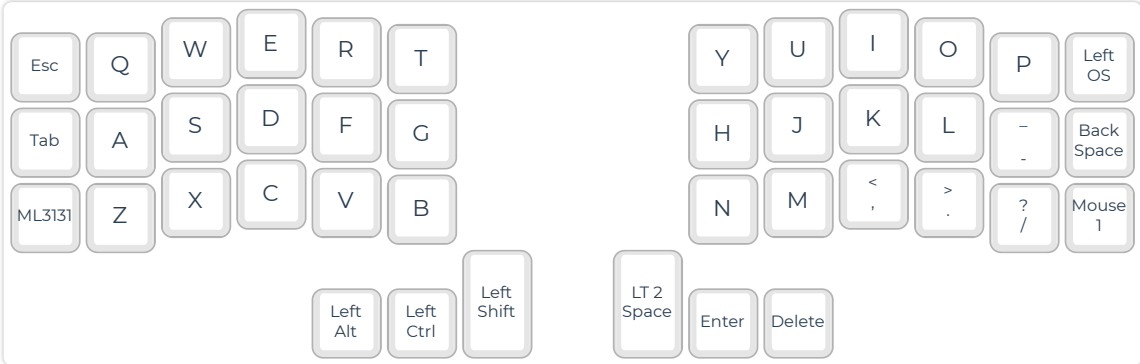 Esc Q W E R T Y U I O P Left OS
Tab A S D F G H J K L _ - Back Space
ML3131 Z X C V B N M < , > . ? / Mouse 1
Left Alt Left Ctrl Left Shift LT 2 Space Enter Delete